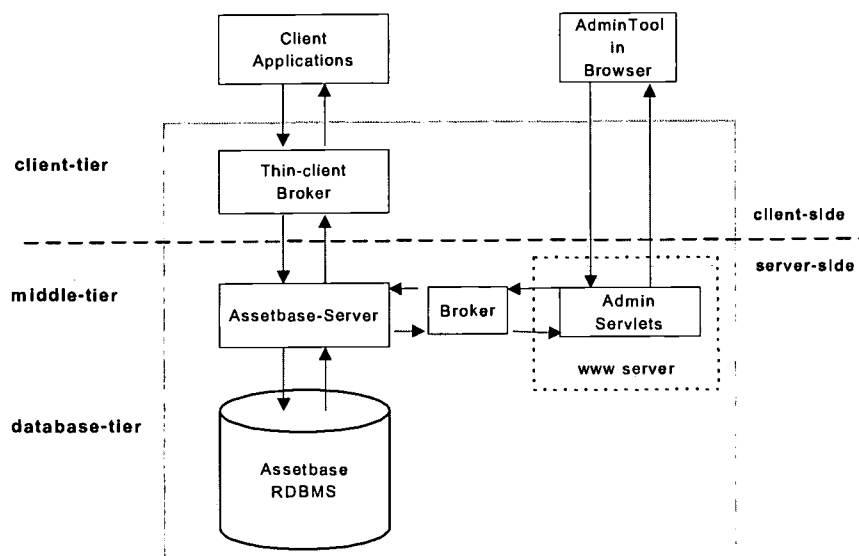 Client
Applications
AdminTool
in
Browser
client-tier
Thin-client
Broker
client-side
server-side
middle-tier
Assetbase-Server
Broker
Admin
Servlets
www server
database-tier
Assetbase
RDBMS